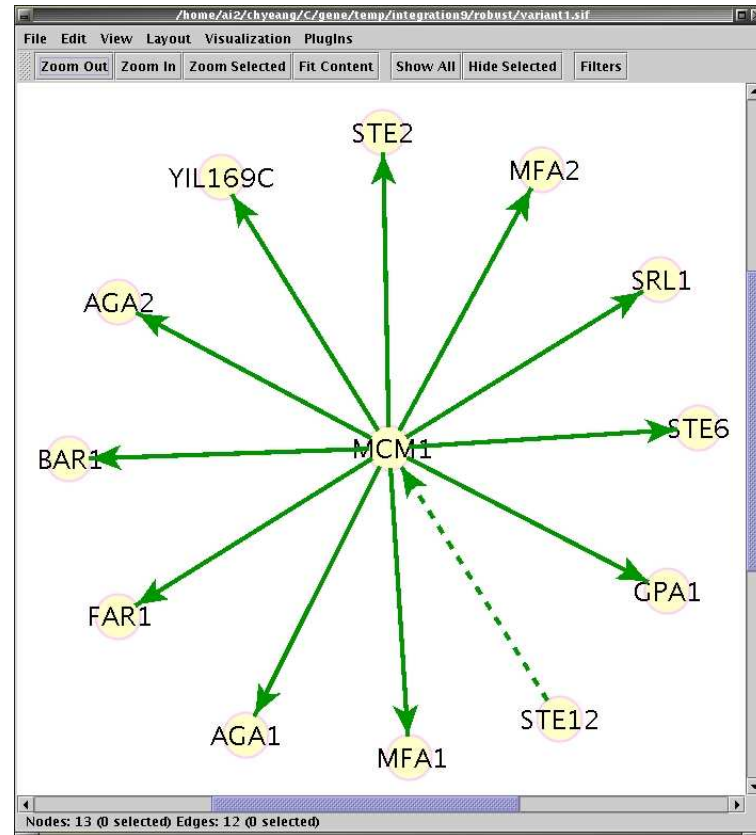 /home/ai2/chyeang/C/gene/temp/integration9/robust/variant1.sif
File Edit View Layout Visualization PlugIns
Zoom Out Zoom In Zoom Selected Fit Content Show All Hide Selected Filters
STE2
MFA2
YIL169C
SRL1
AGA2
STE6
MCM1
BAR1
GPA1
FAR1
STE12
AGA1
MFA1
Nodes: 13 (0 selected) Edges: 12 (0 selected)